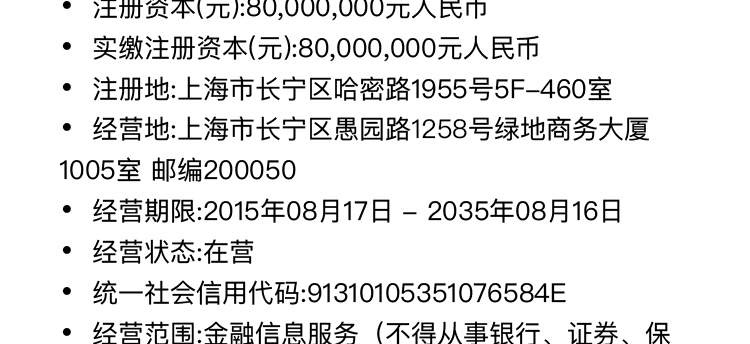 • 注册资本(元):80,000,000元人民币
• 实缴注册资本(元):80,000,000元人民币
• 注册地:上海市长宁区哈密路1955号5F-460室
• 经营地:上海市长宁区愚园路1258号绿地商务大厦
1005室 邮编200050
• 经营期限:2015年08月17日 - 2035年08月16日
• 经营状态:在营
• 统一社会信用代码:91310105351076584E
• 经营范围:金融信息服务（不得从事银行、证券、保